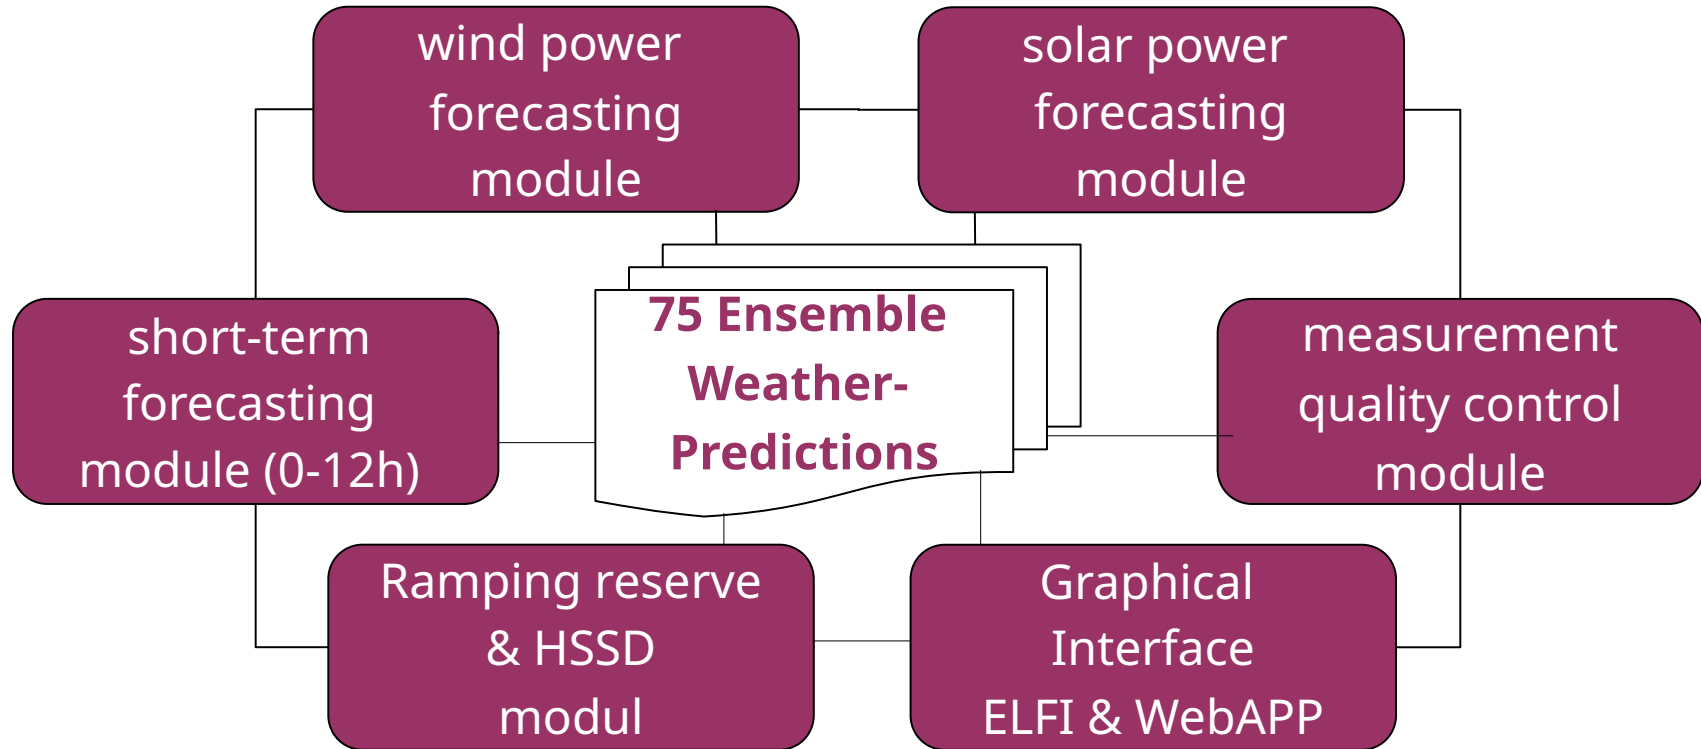 wind power
forecasting
module
solar power
forecasting
module
75 Ensemble
Weather-
Predictions
short-term
forecasting
module (0-12h)
measurement
quality control
module
Ramping reserve
& HSSD
modul
Graphical
Interface
ELFI & WebAPP